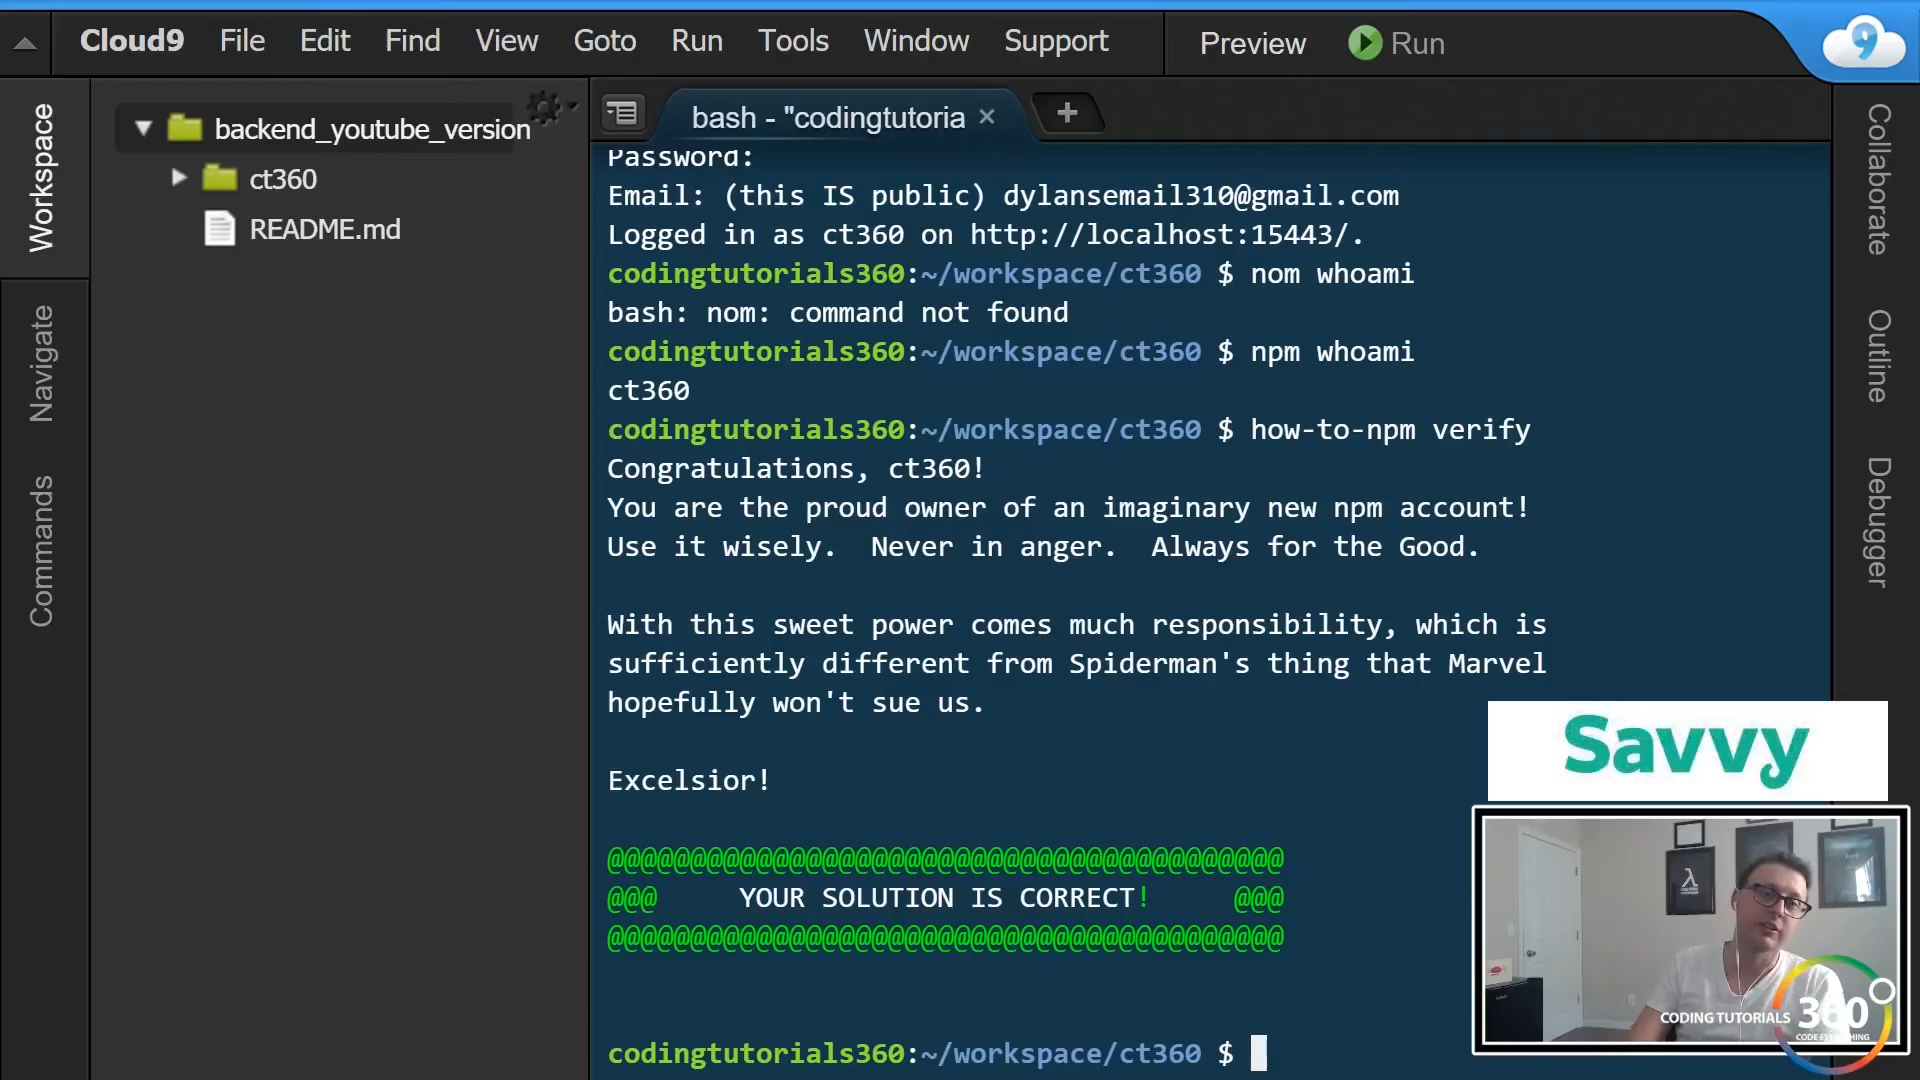 Cloud9 File Edit Find View Goto Run Tools Window Support Preview Run
9
Workspace
Navigate
Commands
backend_youtube_version
ct360
README.md
bash - "codingtutoria
Password:
Email: (this IS public) dylansemail310@gmail.com
Logged in as ct360 on http://localhost:15443/.
codingtutorials360:~/workspace/ct360 $ nom whoami
bash: nom: command not found
codingtutorials360:~/workspace/ct360 $ npm whoami
ct360
codingtutorials360:~/workspace/ct360 $ how-to-npm verify
Congratulations, ct360!
You are the proud owner of an imaginary new npm account!
Use it wisely.  Never in anger.  Always for the Good.
With this sweet power comes much responsibility, which is
sufficiently different from Spiderman's thing that Marvel
hopefully won't sue us.
Excelsior!
@@@@@@@@@@@@@@@@@@@@@@@@@@@@@@@@@@@@@@@@@
@@@     YOUR SOLUTION IS CORRECT!     @@@
@@@@@@@@@@@@@@@@@@@@@@@@@@@@@@@@@@@@@@@@@
codingtutorials360:~/workspace/ct360 $
Collaborate
Outline
Debugger
Savvy
λ
CODING TUTORIALS 360°
CODE EVERYTHING